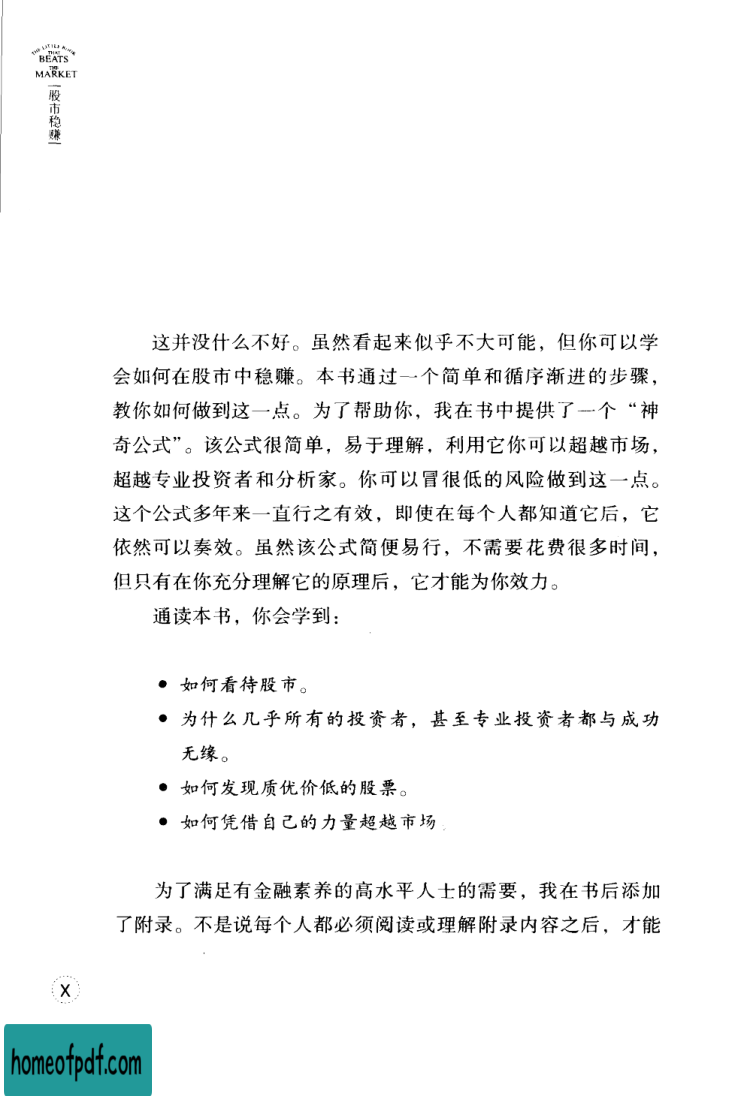 THE LITTLE BOOK
THAT
BEATS
THE
MARKET
股市稳赚
这并没什么不好。虽然看起来似乎不大可能，但你可以学
会如何在股市中稳赚。本书通过一个简单和循序渐进的步骤，
教你如何做到这一点。为了帮助你，我在书中提供了一个“神
奇公式”。该公式很简单，易于理解，利用它你可以超越市场，
超越专业投资者和分析家。你可以冒很低的风险做到这一点。
这个公式多年来一直行之有效，即使在每个人都知道它后，它
依然可以奏效。虽然该公式简便易行，不需要花费很多时间，
但只有在你充分理解它的原理后，它才能为你效力。
通读本书，你会学到：
● 如何看待股市。
● 为什么几乎所有的投资者，甚至专业投资者都与成功
无缘。
● 如何发现质优价低的股票。
● 如何凭借自己的力量超越市场。
为了满足有金融素养的高水平人士的需要，我在书后添加
了附录。不是说每个人都必须阅读或理解附录内容之后，才能
X
homeofpdf.com